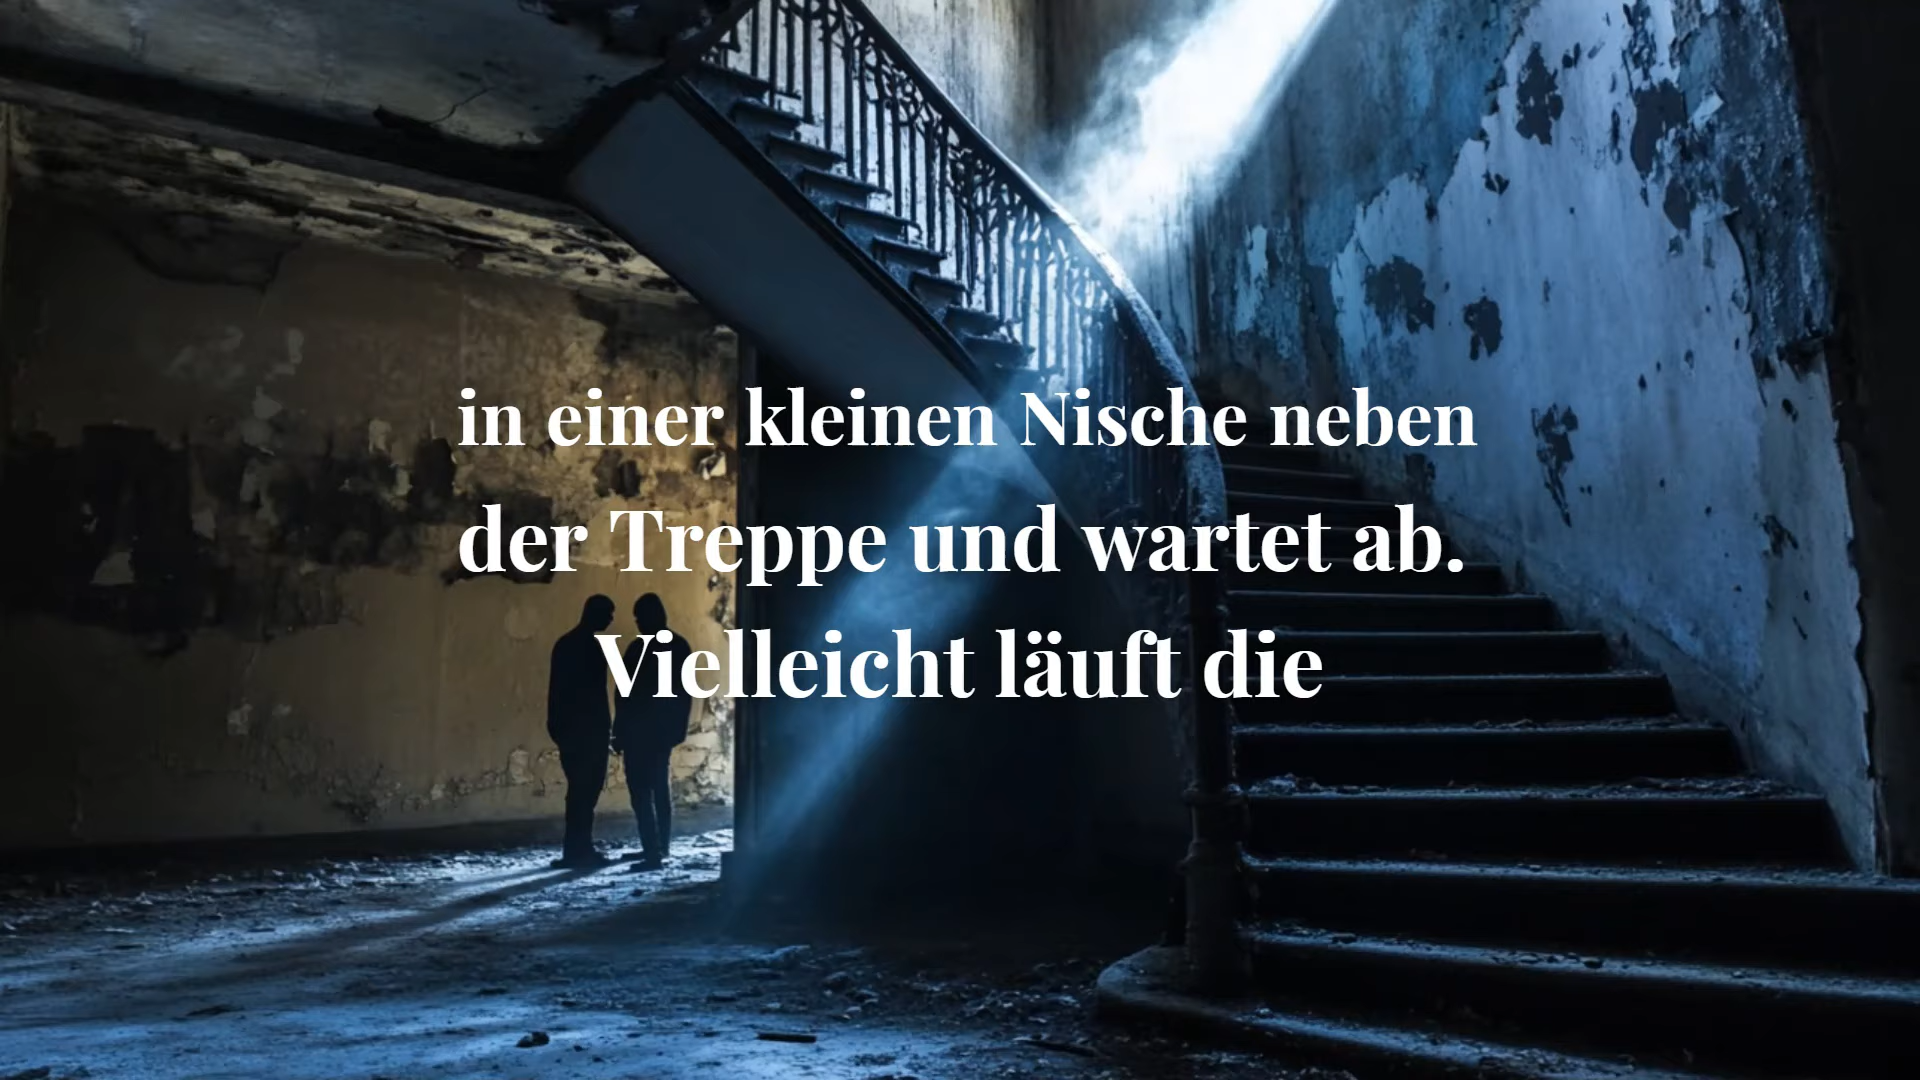 in einer kleinen Nische neben
der Treppe und wartet ab.
Vielleicht läuft die